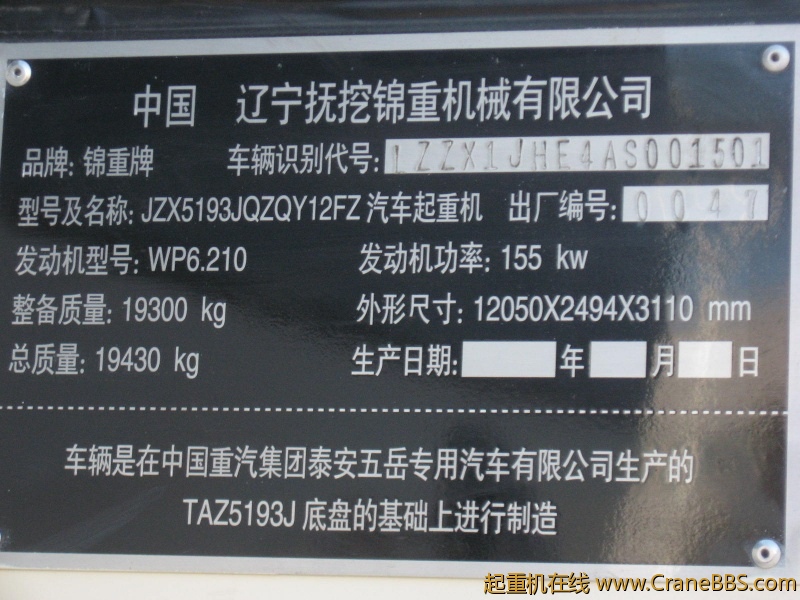 中国 辽宁抚挖锦重机械有限公司
品牌: 锦重牌 车辆识别代号: LZZX1JHE4AS001501
型号及名称: JZX5193JQZQY12FZ 汽车起重机 出厂编号: 0047
发动机型号: WP6.210 发动机功率: 155 kw
整备质量: 19300 kg 外形尺寸: 12050X2494X3110 mm
总质量: 19430 kg 生产日期: 年 月 日
车辆是在中国重汽集团泰安五岳专用汽车有限公司生产的
TAZ5193J 底盘的基础上进行制造
起重机在线 www.CraneBBS.com